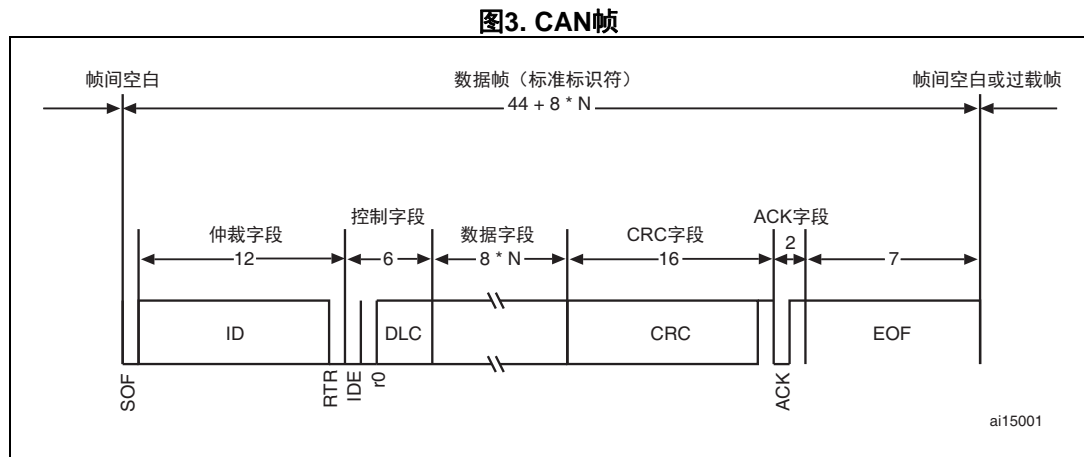 图3. CAN帧
帧间空白
数据帧（标准标识符）
帧间空白或过载帧
44 + 8 * N
仲裁字段
控制字段
数据字段
CRC字段
ACK字段
12
6
8 * N
16
2
7
ID
DLC
CRC
EOF
SOF
RTR
IDE
r0
ACK
ai15001